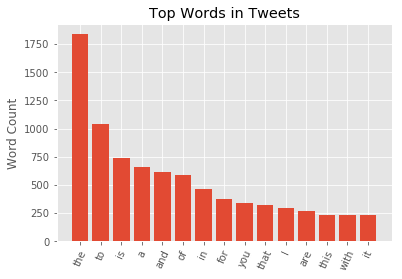 Top Words in Tweets
Word Count
1750
1500
1250
1000
750
500
250
0
the
to
is
a
and
of
in
for
you
that
I
are
this
with
it